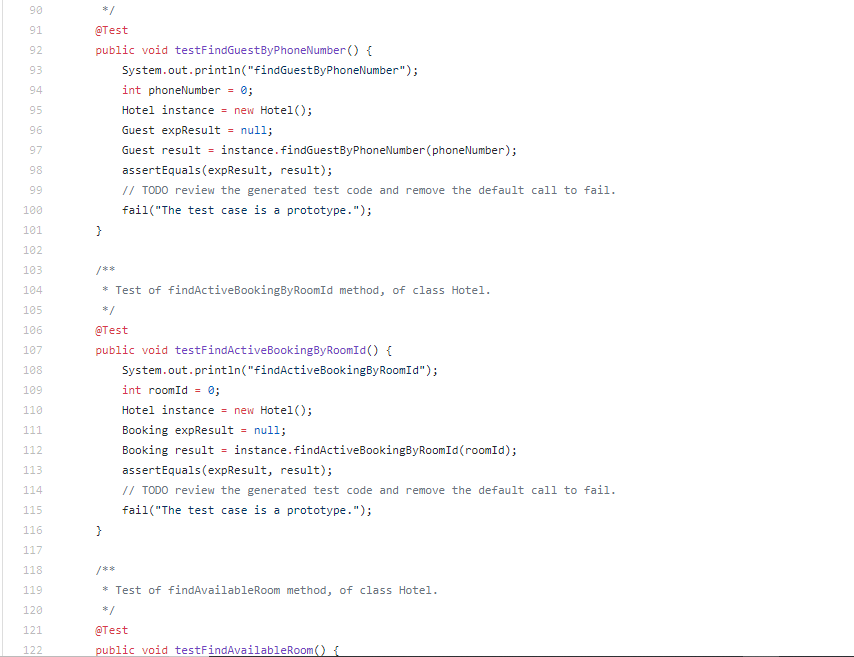 90 */
91 @Test
92 public void testFindGuestByPhoneNumber() {
93 System.out.println("findGuestByPhoneNumber");
94 int phoneNumber = 0;
95 Hotel instance = new Hotel();
96 Guest expResult = null;
97 Guest result = instance.findGuestByPhoneNumber(phoneNumber);
98 assertEquals(expResult, result);
99 // TODO review the generated test code and remove the default call to fail.
100 fail("The test case is a prototype.");
101 }
102
103 /**
104 * Test of findActiveBookingByRoomId method, of class Hotel.
105 */
106 @Test
107 public void testFindActiveBookingByRoomId() {
108 System.out.println("findActiveBookingByRoomId");
109 int roomId = 0;
110 Hotel instance = new Hotel();
111 Booking expResult = null;
112 Booking result = instance.findActiveBookingByRoomId(roomId);
113 assertEquals(expResult, result);
114 // TODO review the generated test code and remove the default call to fail.
115 fail("The test case is a prototype.");
116 }
117
118 /**
119 * Test of findAvailableRoom method, of class Hotel.
120 */
121 @Test
122 public void testFindAvailableRoom() {